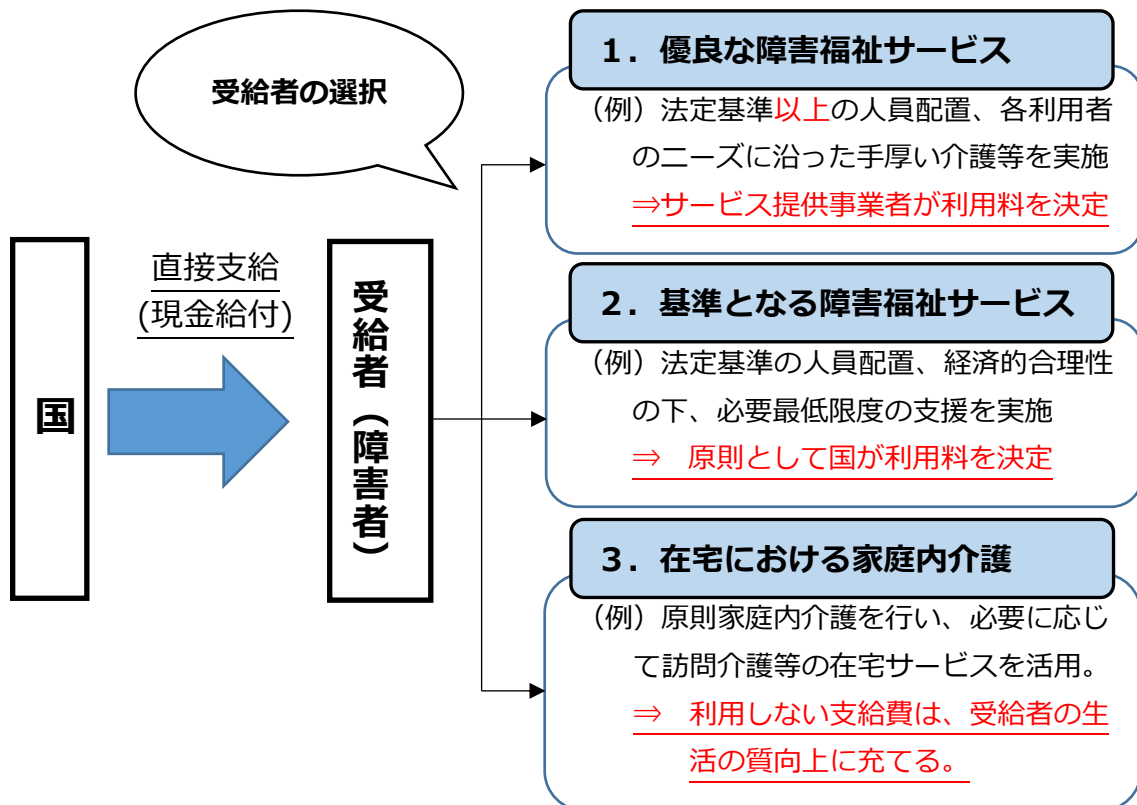 受給者の選択
国
直接支給
(現金給付)
受給者（障害者）
１．優良な障害福祉サービス
（例）法定基準以上の人員配置、各利用者
のニーズに沿った手厚い介護等を実施
⇒サービス提供事業者が利用料を決定
２．基準となる障害福祉サービス
（例）法定基準の人員配置、経済的合理性
の下、必要最低限度の支援を実施
⇒　原則として国が利用料を決定
３．在宅における家庭内介護
（例）原則家庭内介護を行い、必要に応じ
て訪問介護等の在宅サービスを活用。
⇒　利用しない支給費は、受給者の生
活の質向上に充てる。